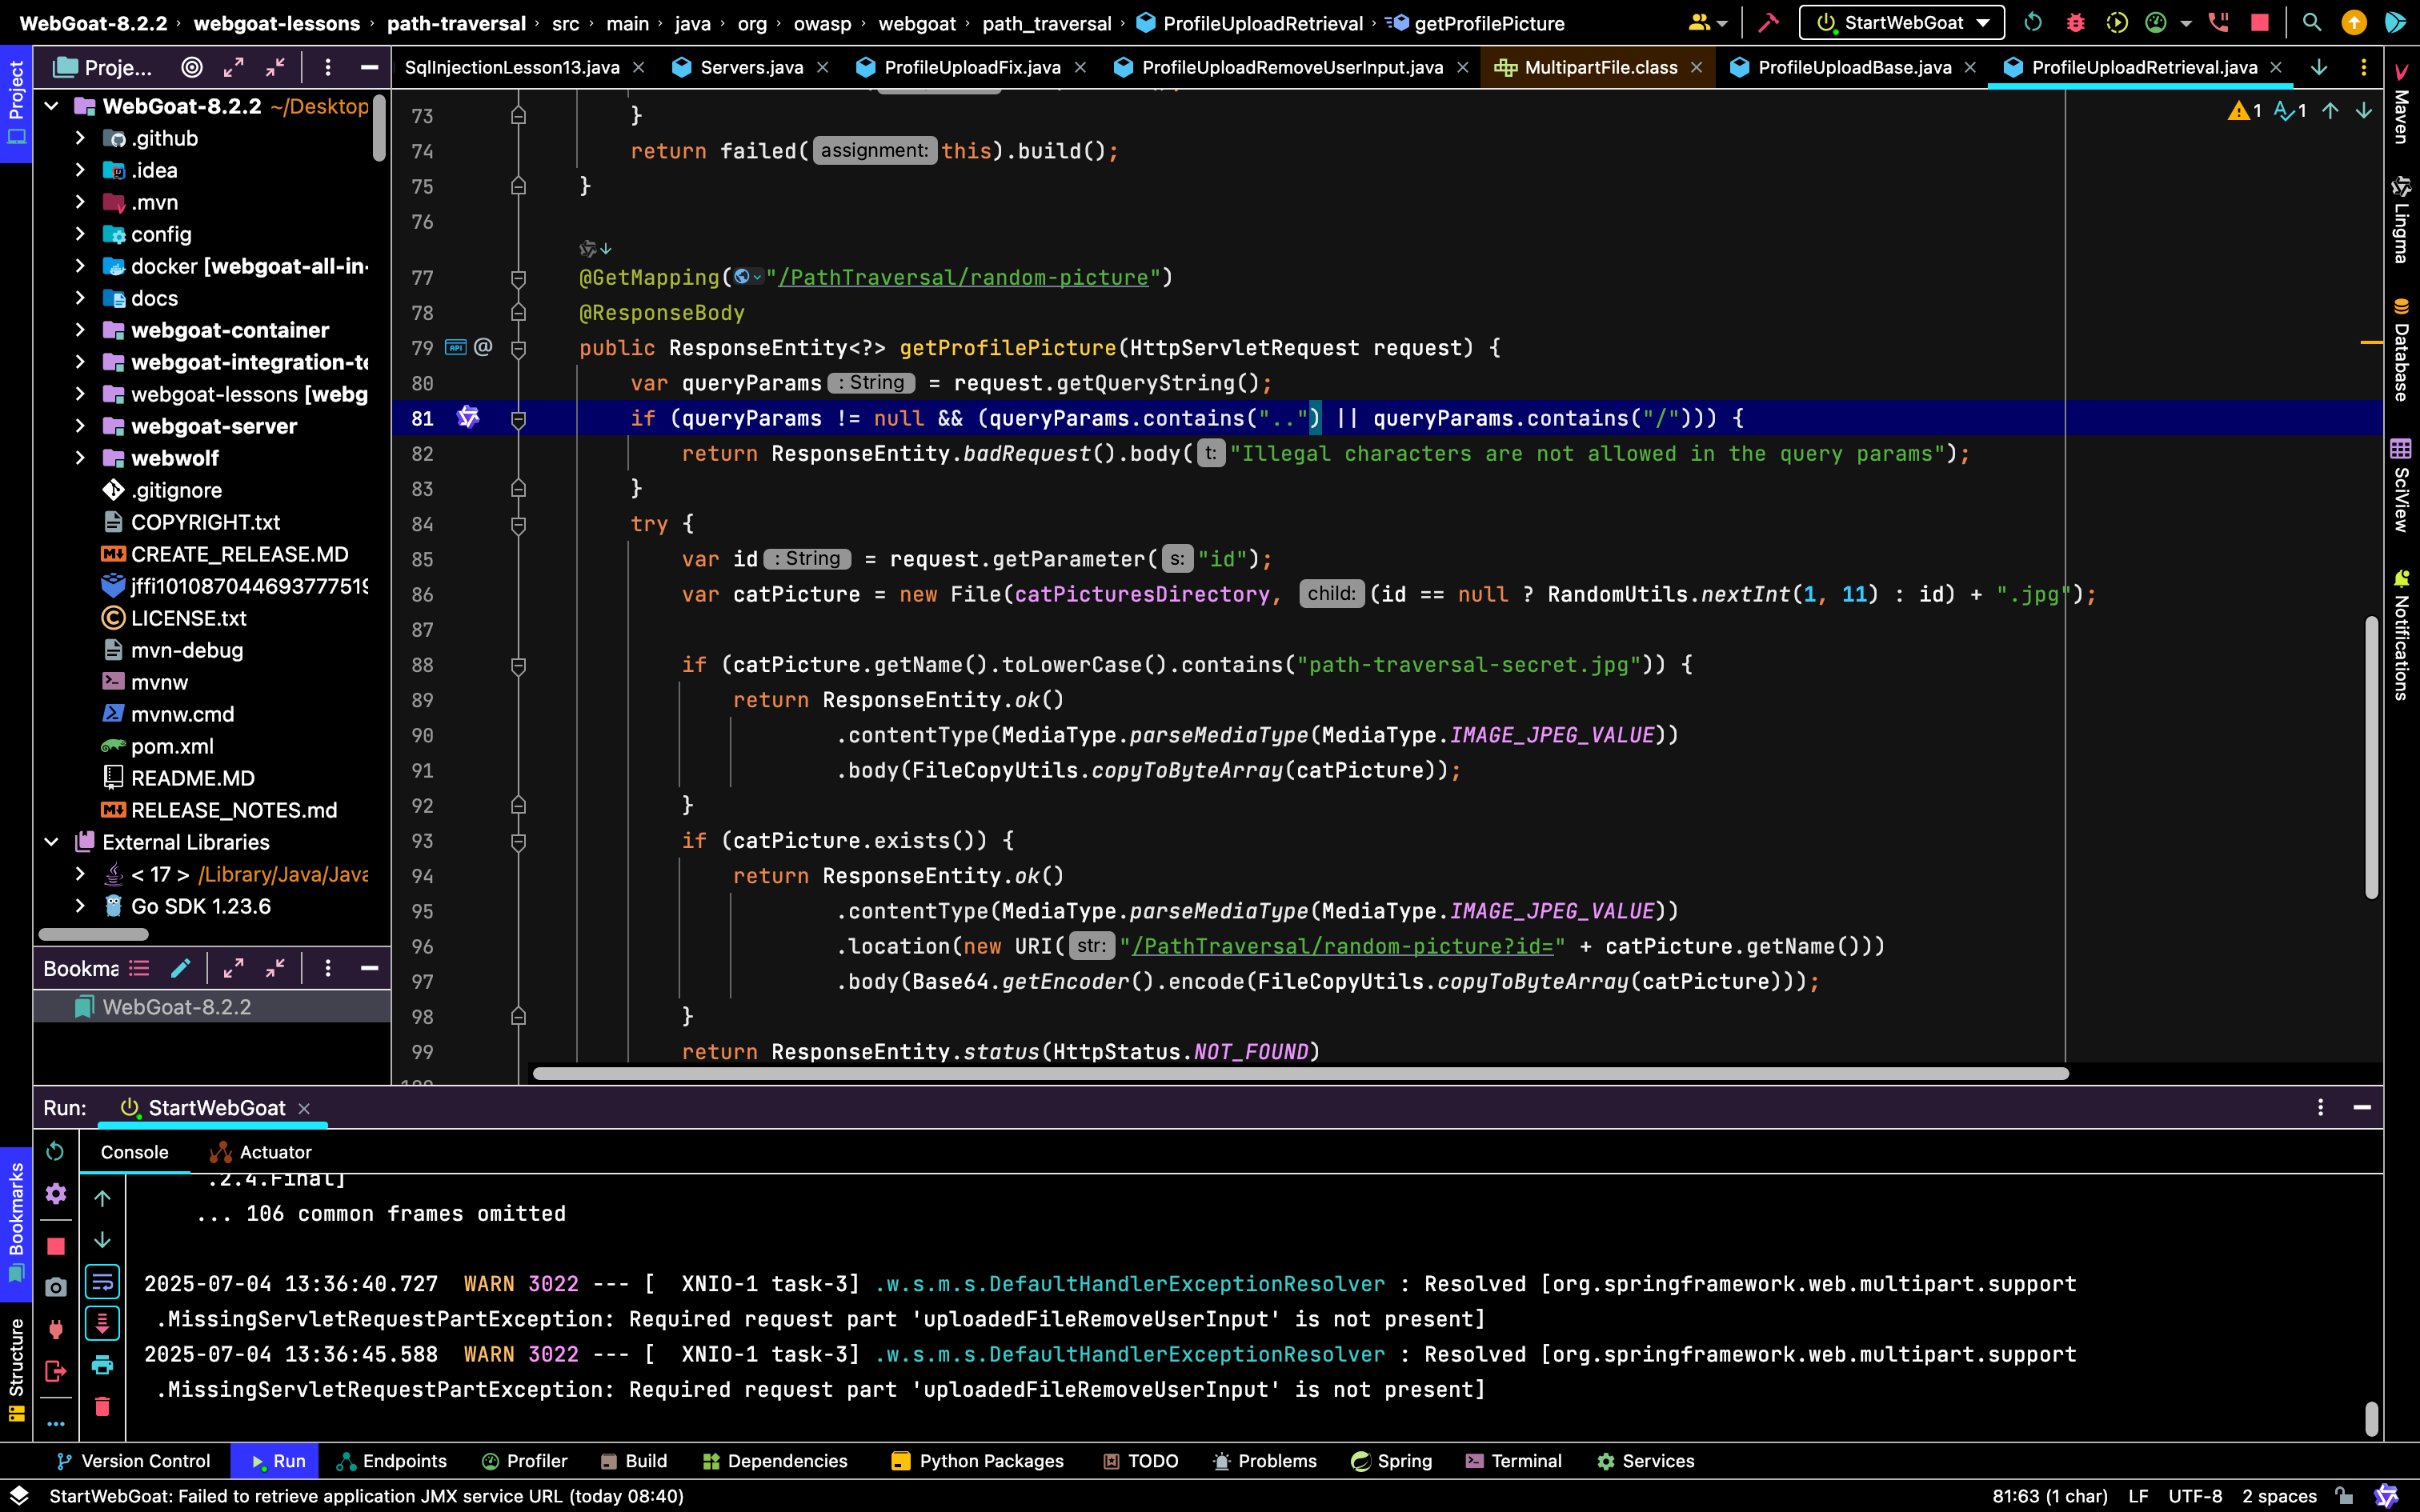 WebGoat-8.2.2 › webgoat-lessons › path-traversal › src › main › java › org › owasp › webgoat › path_traversal › ProfileUploadRetrieval › getProfilePicture
StartWebGoat
Project
Proje...
SqlInjectionLesson13.java
Servers.java
ProfileUploadFix.java
ProfileUploadRemoveUserInput.java
MultipartFile.class
ProfileUploadBase.java
ProfileUploadRetrieval.java
WebGoat-8.2.2 ~/Desktop
.github
.idea
.mvn
config
docker [webgoat-all-in-
docs
webgoat-container
webgoat-integration-te
webgoat-lessons [webg
webgoat-server
webwolf
.gitignore
COPYRIGHT.txt
CREATE_RELEASE.MD
LICENSE.txt
mvn-debug
mvnw
mvnw.cmd
pom.xml
README.MD
RELEASE_NOTES.md
External Libraries
< 17 > /Library/Java/Java
Go SDK 1.23.6
Bookma
WebGoat-8.2.2
1 1
73 }
74 return failed( assignment: this).build();
75 }
76
77 @GetMapping("/PathTraversal/random-picture")
78 @ResponseBody
79 API @ public ResponseEntity<?> getProfilePicture(HttpServletRequest request) {
80 var queryParams : String = request.getQueryString();
81 if (queryParams != null && (queryParams.contains("..") || queryParams.contains("/"))) {
82 return ResponseEntity.badRequest().body( t: "Illegal characters are not allowed in the query params");
83 }
84 try {
85 var id : String = request.getParameter( s: "id");
86 var catPicture = new File(catPicturesDirectory, child: (id == null ? RandomUtils.nextInt(1, 11) : id) + ".jpg");
87
88 if (catPicture.getName().toLowerCase().contains("path-traversal-secret.jpg")) {
89 return ResponseEntity.ok()
90 .contentType(MediaType.parseMediaType(MediaType.IMAGE_JPEG_VALUE))
91 .body(FileCopyUtils.copyToByteArray(catPicture));
92 }
93 if (catPicture.exists()) {
94 return ResponseEntity.ok()
95 .contentType(MediaType.parseMediaType(MediaType.IMAGE_JPEG_VALUE))
96 .location(new URI( str: "/PathTraversal/random-picture?id=" + catPicture.getName()))
97 .body(Base64.getEncoder().encode(FileCopyUtils.copyToByteArray(catPicture)));
98 }
99 return ResponseEntity.status(HttpStatus.NOT_FOUND)
Maven
Lingma
Database
SciView
Notifications
Run: StartWebGoat
Console Actuator
.2.4.Final]
... 106 common frames omitted
2025-07-04 13:36:40.727 WARN 3022 --- [ XNIO-1 task-3] .w.s.m.s.DefaultHandlerExceptionResolver : Resolved [org.springframework.web.multipart.support
.MissingServletRequestPartException: Required request part 'uploadedFileRemoveUserInput' is not present]
2025-07-04 13:36:45.588 WARN 3022 --- [ XNIO-1 task-3] .w.s.m.s.DefaultHandlerExceptionResolver : Resolved [org.springframework.web.multipart.support
.MissingServletRequestPartException: Required request part 'uploadedFileRemoveUserInput' is not present]
Bookmarks
Structure
Version Control Run Endpoints Profiler Build Dependencies Python Packages TODO Problems Spring Terminal Services
StartWebGoat: Failed to retrieve application JMX service URL (today 08:40)
81:63 (1 char) LF UTF-8 2 spaces